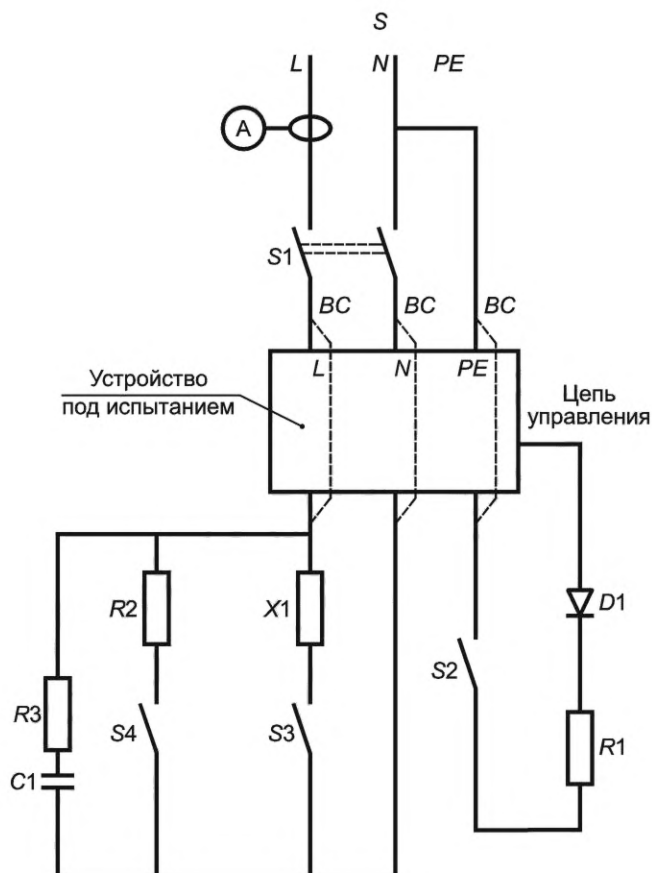 S
L N PE
A
S1
BC BC BC
L N PE
Устройство
под испытанием
Цепь
управления
R2 X1 D1
S2
R3 S4 S3 R1
C1